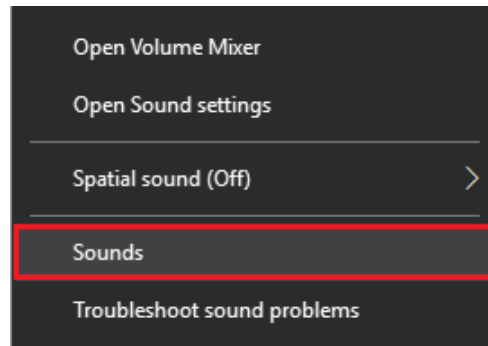 Open Volume Mixer
Open Sound settings
Spatial sound (Off)
Sounds
Troubleshoot sound problems